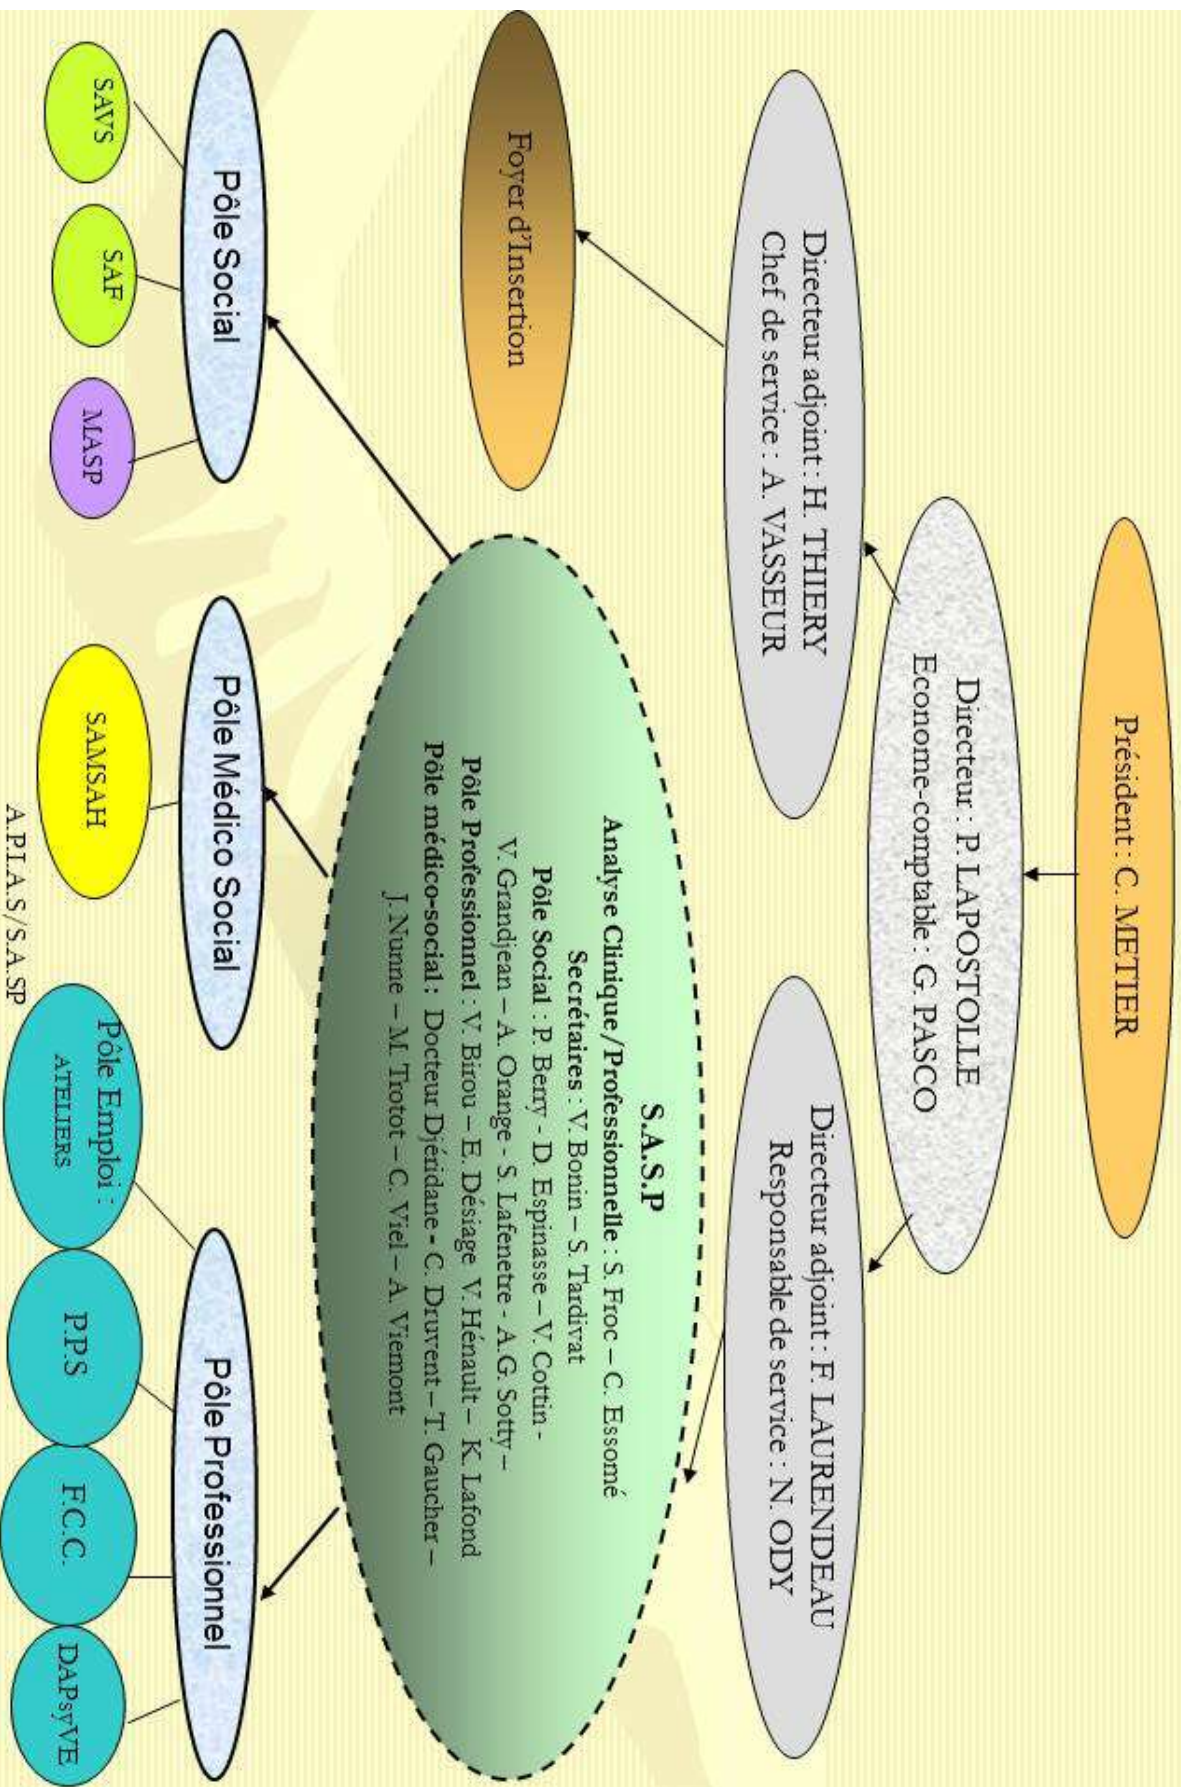 Président : C. METIER
Directeur : P. LAPOSTOLLE
Econome-comptable : G. PASCO
Directeur adjoint : H. THIERY
Chef de service : A. VASSEUR
Directeur adjoint : F. LAURENDEAU
Responsable de service : N. ODY
Foyer d'Insertion
S.A.S.P
Analyse Clinique/Professionnelle : S. Froc – C. Essomé
Secrétaires : V. Bonin – S. Tardivat
Pôle Social : P. Berry - D. Espinasse – V. Cottin -
V. Grandjean – A. Orange - S. Lafenetre - A.G. Sotty –
Pôle Professionnel : V. Birou – E. Désiage V. Hénault – K. Lafond
Pôle médico-social : Docteur Djéridane - C. Druvent – T. Gaucher –
J. Nunne – M. Trotot – C. Viel – A. Viemont
Pôle Social
Pôle Médico Social
Pôle Professionnel
SAVS
SAF
MASP
SAMSAH
Pôle Emploi :
ATELIERS
P.P.S
F.C.C.
DAPsyVE
A.P.I.A.S/S.A.SP